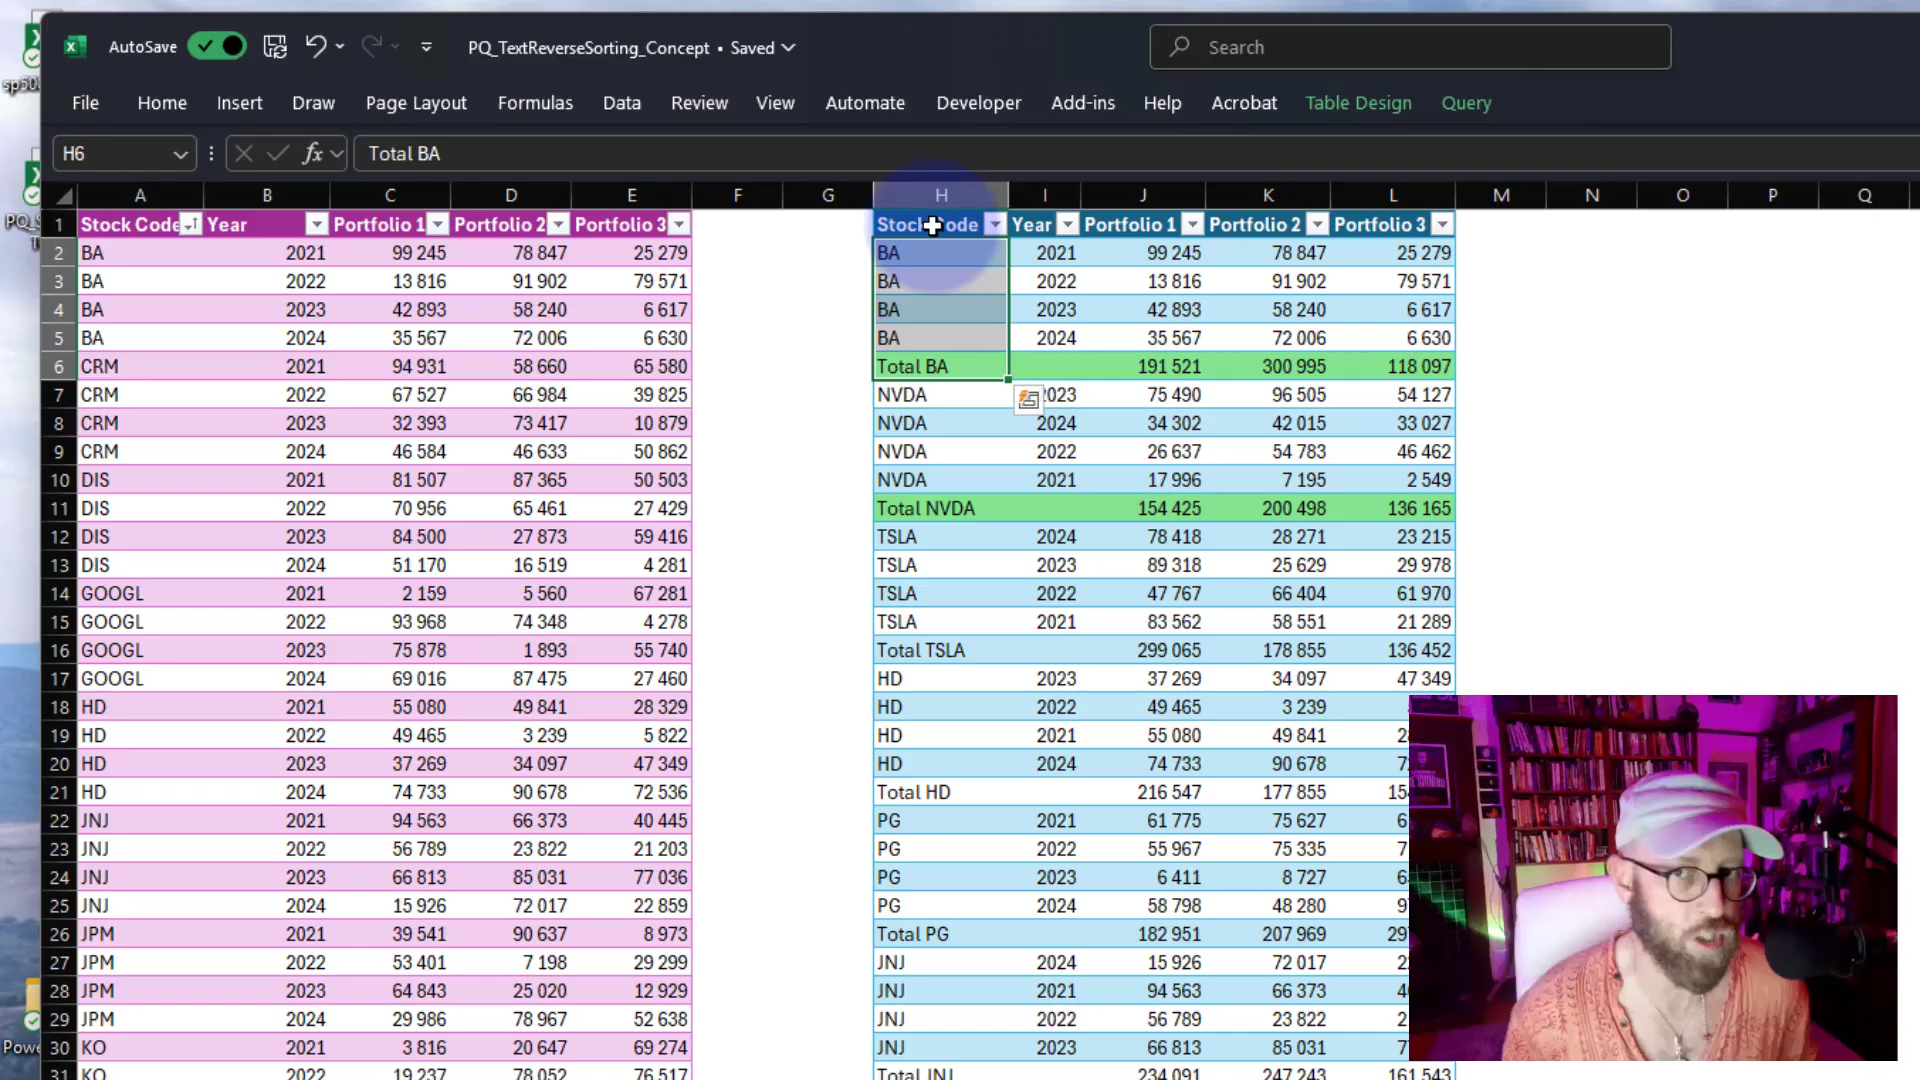 AutoSave PQ_TextReverseSorting_Concept • Saved Search
File Home Insert Draw Page Layout Formulas Data Review View Automate Developer Add-ins Help Acrobat Table Design Query
H6 fx Total BA
A B C D E F G H I J K L M N O P Q
1 Stock Code Year Portfolio 1 Portfolio 2 Portfolio 3 Stock Code Year Portfolio 1 Portfolio 2 Portfolio 3
2 BA 2021 99 245 78 847 25 279 BA 2021 99 245 78 847 25 279
3 BA 2022 13 816 91 902 79 571 BA 2022 13 816 91 902 79 571
4 BA 2023 42 893 58 240 6 617 BA 2023 42 893 58 240 6 617
5 BA 2024 35 567 72 006 6 630 BA 2024 35 567 72 006 6 630
6 CRM 2021 94 931 58 660 65 580 Total BA 191 521 300 995 118 097
7 CRM 2022 67 527 66 984 39 825 NVDA 2023 75 490 96 505 54 127
8 CRM 2023 32 393 73 417 10 879 NVDA 2024 34 302 42 015 33 027
9 CRM 2024 46 584 46 633 50 862 NVDA 2022 26 637 54 783 46 462
10 DIS 2021 81 507 87 365 50 503 NVDA 2021 17 996 7 195 2 549
11 DIS 2022 70 956 65 461 27 429 Total NVDA 154 425 200 498 136 165
12 DIS 2023 84 500 27 873 59 416 TSLA 2024 78 418 28 271 23 215
13 DIS 2024 51 170 16 519 4 281 TSLA 2023 89 318 25 629 29 978
14 GOOGL 2021 2 159 5 560 67 281 TSLA 2022 47 767 66 404 61 970
15 GOOGL 2022 93 968 74 348 4 278 TSLA 2021 83 562 58 551 21 289
16 GOOGL 2023 75 878 1 893 55 740 Total TSLA 299 065 178 855 136 452
17 GOOGL 2024 69 016 87 475 27 460 HD 2023 37 269 34 097 47 349
18 HD 2021 55 080 49 841 28 329 HD 2022 49 465 3 239
19 HD 2022 49 465 3 239 5 822 HD 2021 55 080 49 841
20 HD 2023 37 269 34 097 47 349 HD 2024 74 733 90 678
21 HD 2024 74 733 90 678 72 536 Total HD 216 547 177 855
22 JNJ 2021 94 563 66 373 40 445 PG 2021 61 775 75 627
23 JNJ 2022 56 789 23 822 21 203 PG 2022 55 967 75 335
24 JNJ 2023 66 813 85 031 77 036 PG 2023 6 411 8 727
25 JNJ 2024 15 926 72 017 22 859 PG 2024 58 798 48 280
26 JPM 2021 39 541 90 637 8 973 Total PG 182 951 207 969
27 JPM 2022 53 401 7 198 29 299 JNJ 2024 15 926 72 017
28 JPM 2023 64 843 25 020 12 929 JNJ 2021 94 563 66 373
29 JPM 2024 29 986 78 967 52 638 JNJ 2022 56 789 23 822
30 KO 2021 3 816 20 647 69 274 JNJ 2023 66 813 85 031
31 KO 2022 19 237 78 052 76 517 Total JNJ 234 091 247 243 161 543